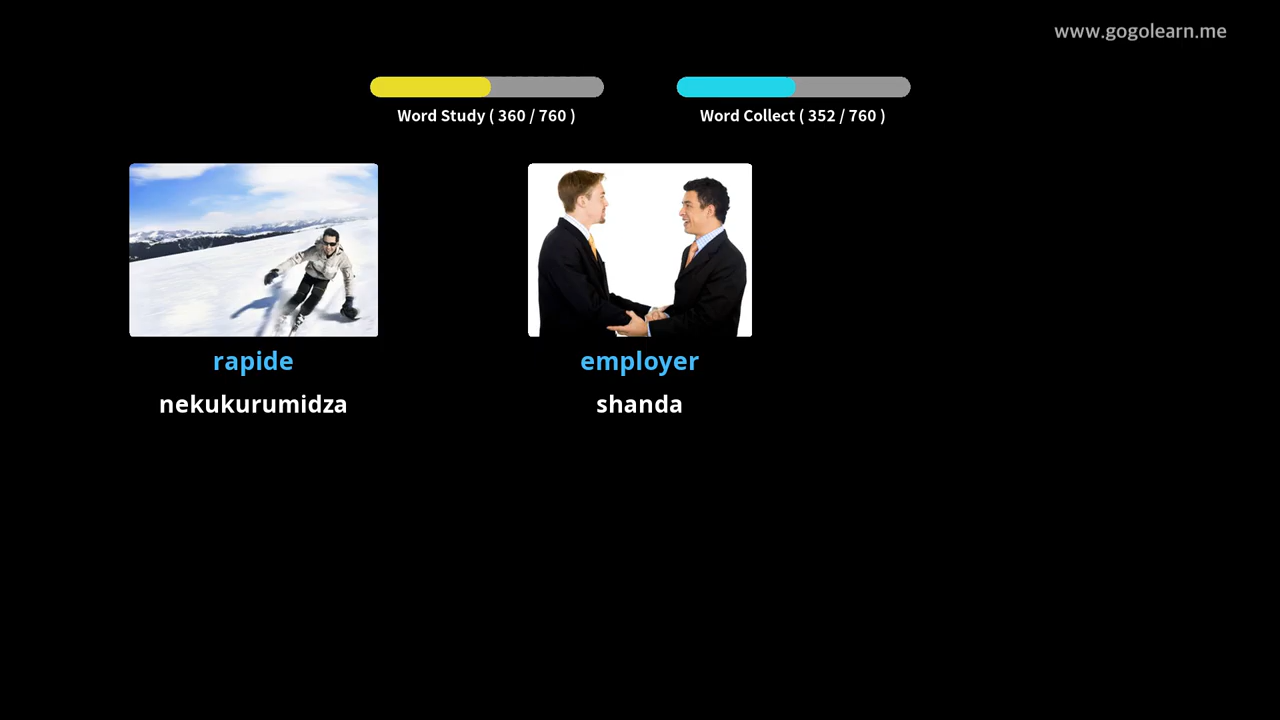 www.gogolearn.me
Word Study ( 360 / 760 )
Word Collect ( 352 / 760 )
rapide
nekukurumidza
employer
shanda